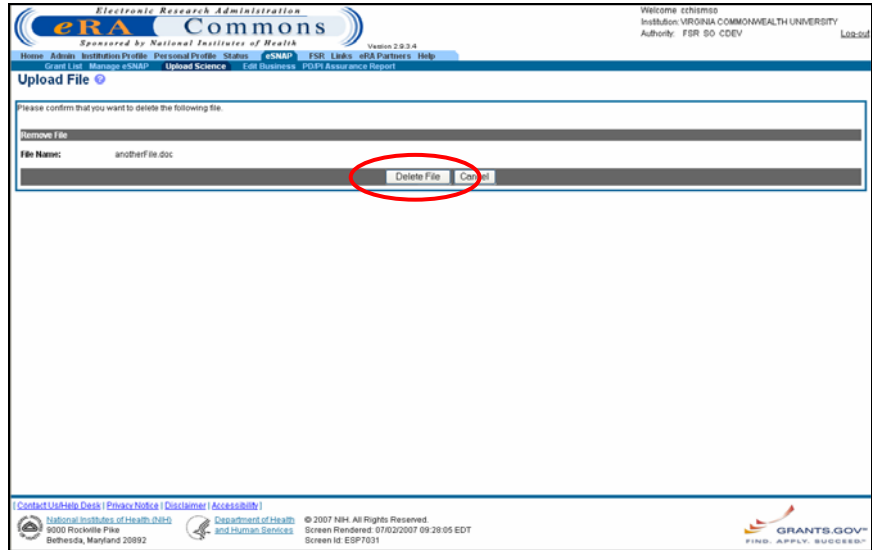 Electronic Research Administration
eRA Commons
Sponsored by National Institutes of Health
Version 2.9.3.4
Welcome cchismso
Institution: VIRGINIA COMMONWEALTH UNIVERSITY
Authority: FSR SO CDEV
Log-out
Home Admin Institution Profile Personal Profile Status eSNAP FSR Links eRA Partners Help
Grant List Manage eSNAP Upload Science Edit Business PD/PI Assurance Report
Upload File
Please confirm that you want to delete the following file.
Remove File
File Name: anotherFile.doc
Delete File Cancel
[ Contact Us/Help Desk | Privacy Notice | Disclaimer | Accessibility ]
National Institutes of Health (NIH)
9000 Rockville Pike
Bethesda, Maryland 20892
Department of Health
and Human Services
© 2007 NIH. All Rights Reserved.
Screen Rendered: 07/02/2007 09:28:05 EDT
Screen Id: ESP7031
GRANTS.GOV℠
FIND. APPLY. SUCCEED.℠